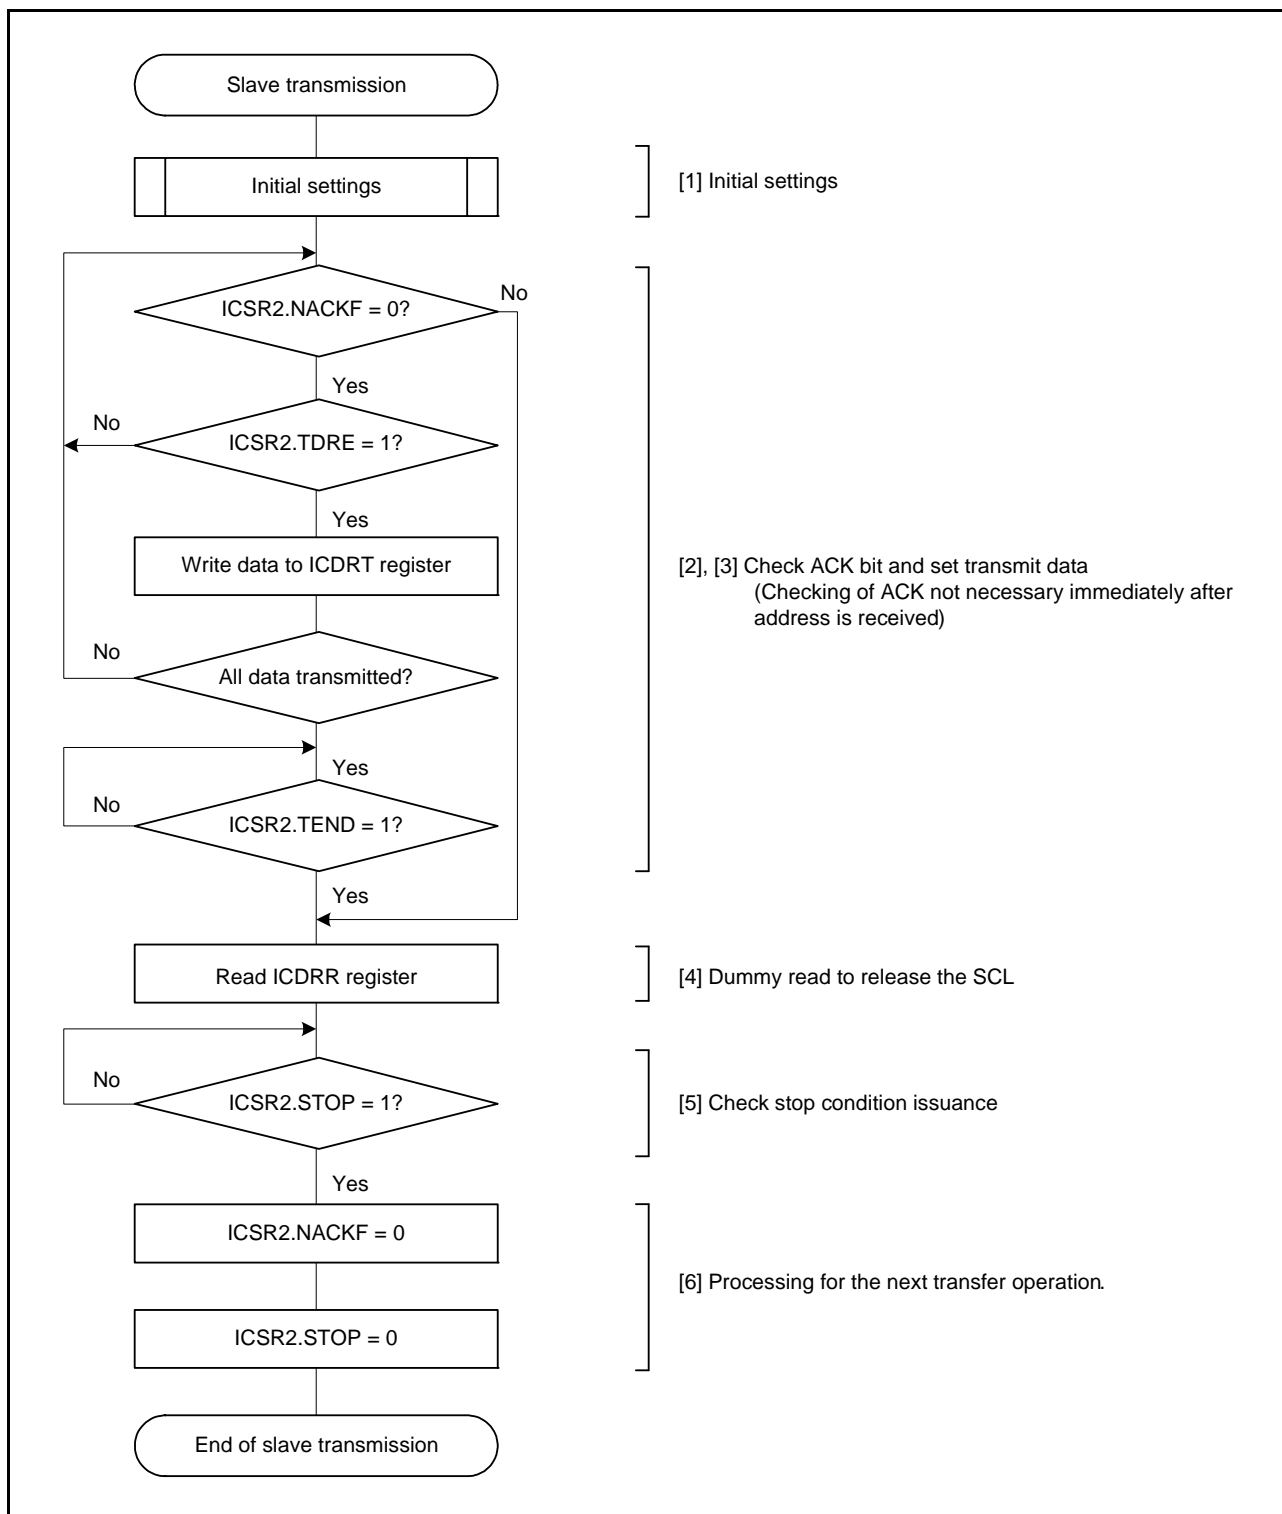 Slave transmission
Initial settings
[1] Initial settings
ICSR2.NACKF = 0?
No
Yes
No
ICSR2.TDRE = 1?
Yes
Write data to ICDRT register
[2], [3] Check ACK bit and set transmit data
(Checking of ACK not necessary immediately after
address is received)
No
All data transmitted?
Yes
No
ICSR2.TEND = 1?
Yes
Read ICDRR register
[4] Dummy read to release the SCL
No
ICSR2.STOP = 1?
[5] Check stop condition issuance
Yes
ICSR2.NACKF = 0
[6] Processing for the next transfer operation.
ICSR2.STOP = 0
End of slave transmission